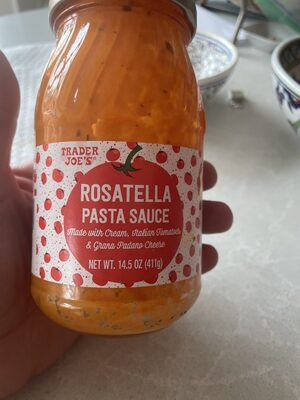 TRADER
JOE'S®
ROSATELLA
PASTA SAUCE
Made with Cream, Italian Tomatoes
& Grana Padano Cheese
NET WT. 14.5 OZ (411g)